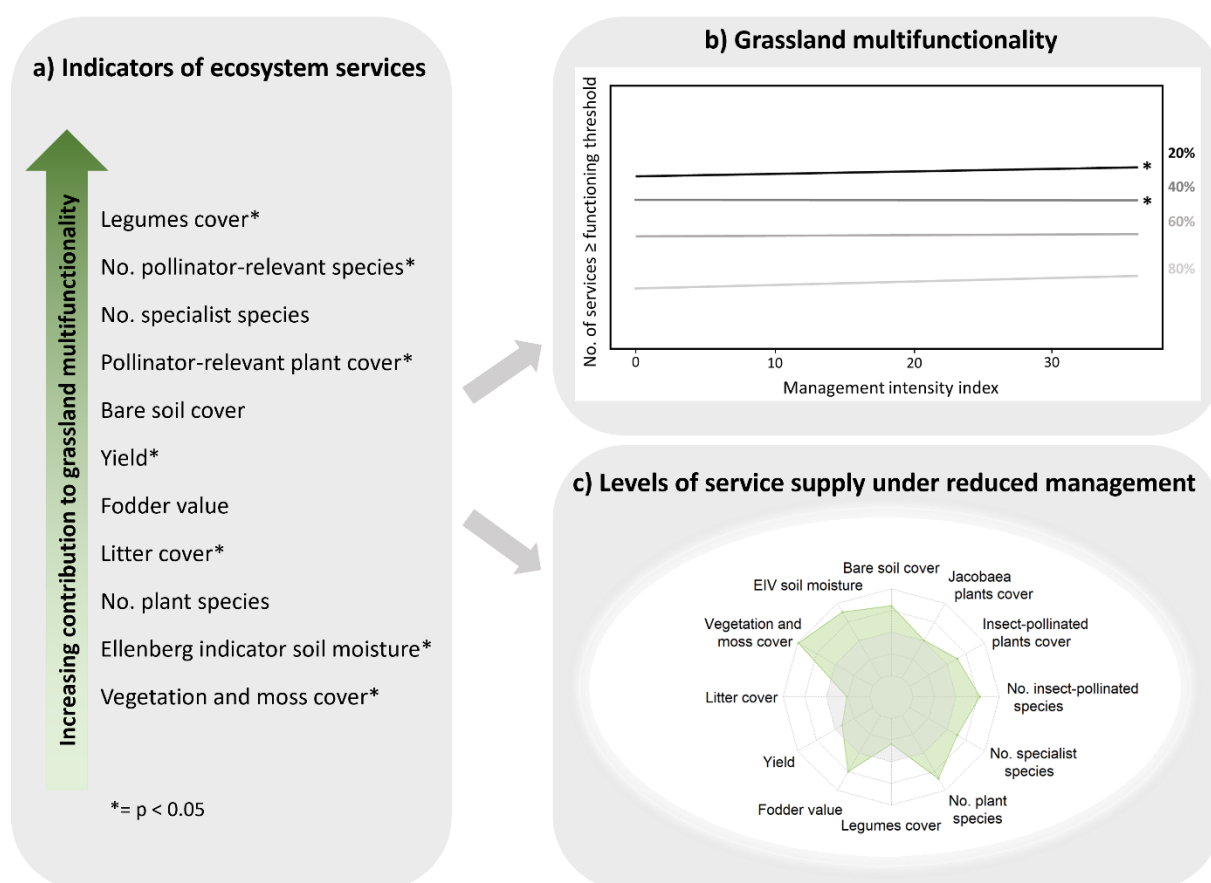 a) Indicators of ecosystem services
Increasing contribution to grassland multifunctionality
Legumes cover*
No. pollinator-relevant species*
No. specialist species
Pollinator-relevant plant cover*
Bare soil cover
Yield*
Fodder value
Litter cover*
No. plant species
Ellenberg indicator soil moisture*
Vegetation and moss cover*
*= p < 0.05
b) Grassland multifunctionality
No. of services ≥ functioning threshold
20%
*
40%
*
60%
80%
0 10 20 30
Management intensity index
c) Levels of service supply under reduced management
Bare soil cover
Jacobaea
plants cover
Insect-pollinated
plants cover
No. insect-pollinated
species
No. specialist
species
No. plant
species
Legumes cover
Fodder value
Yield
Litter cover
Vegetation and
moss cover
EIV soil moisture